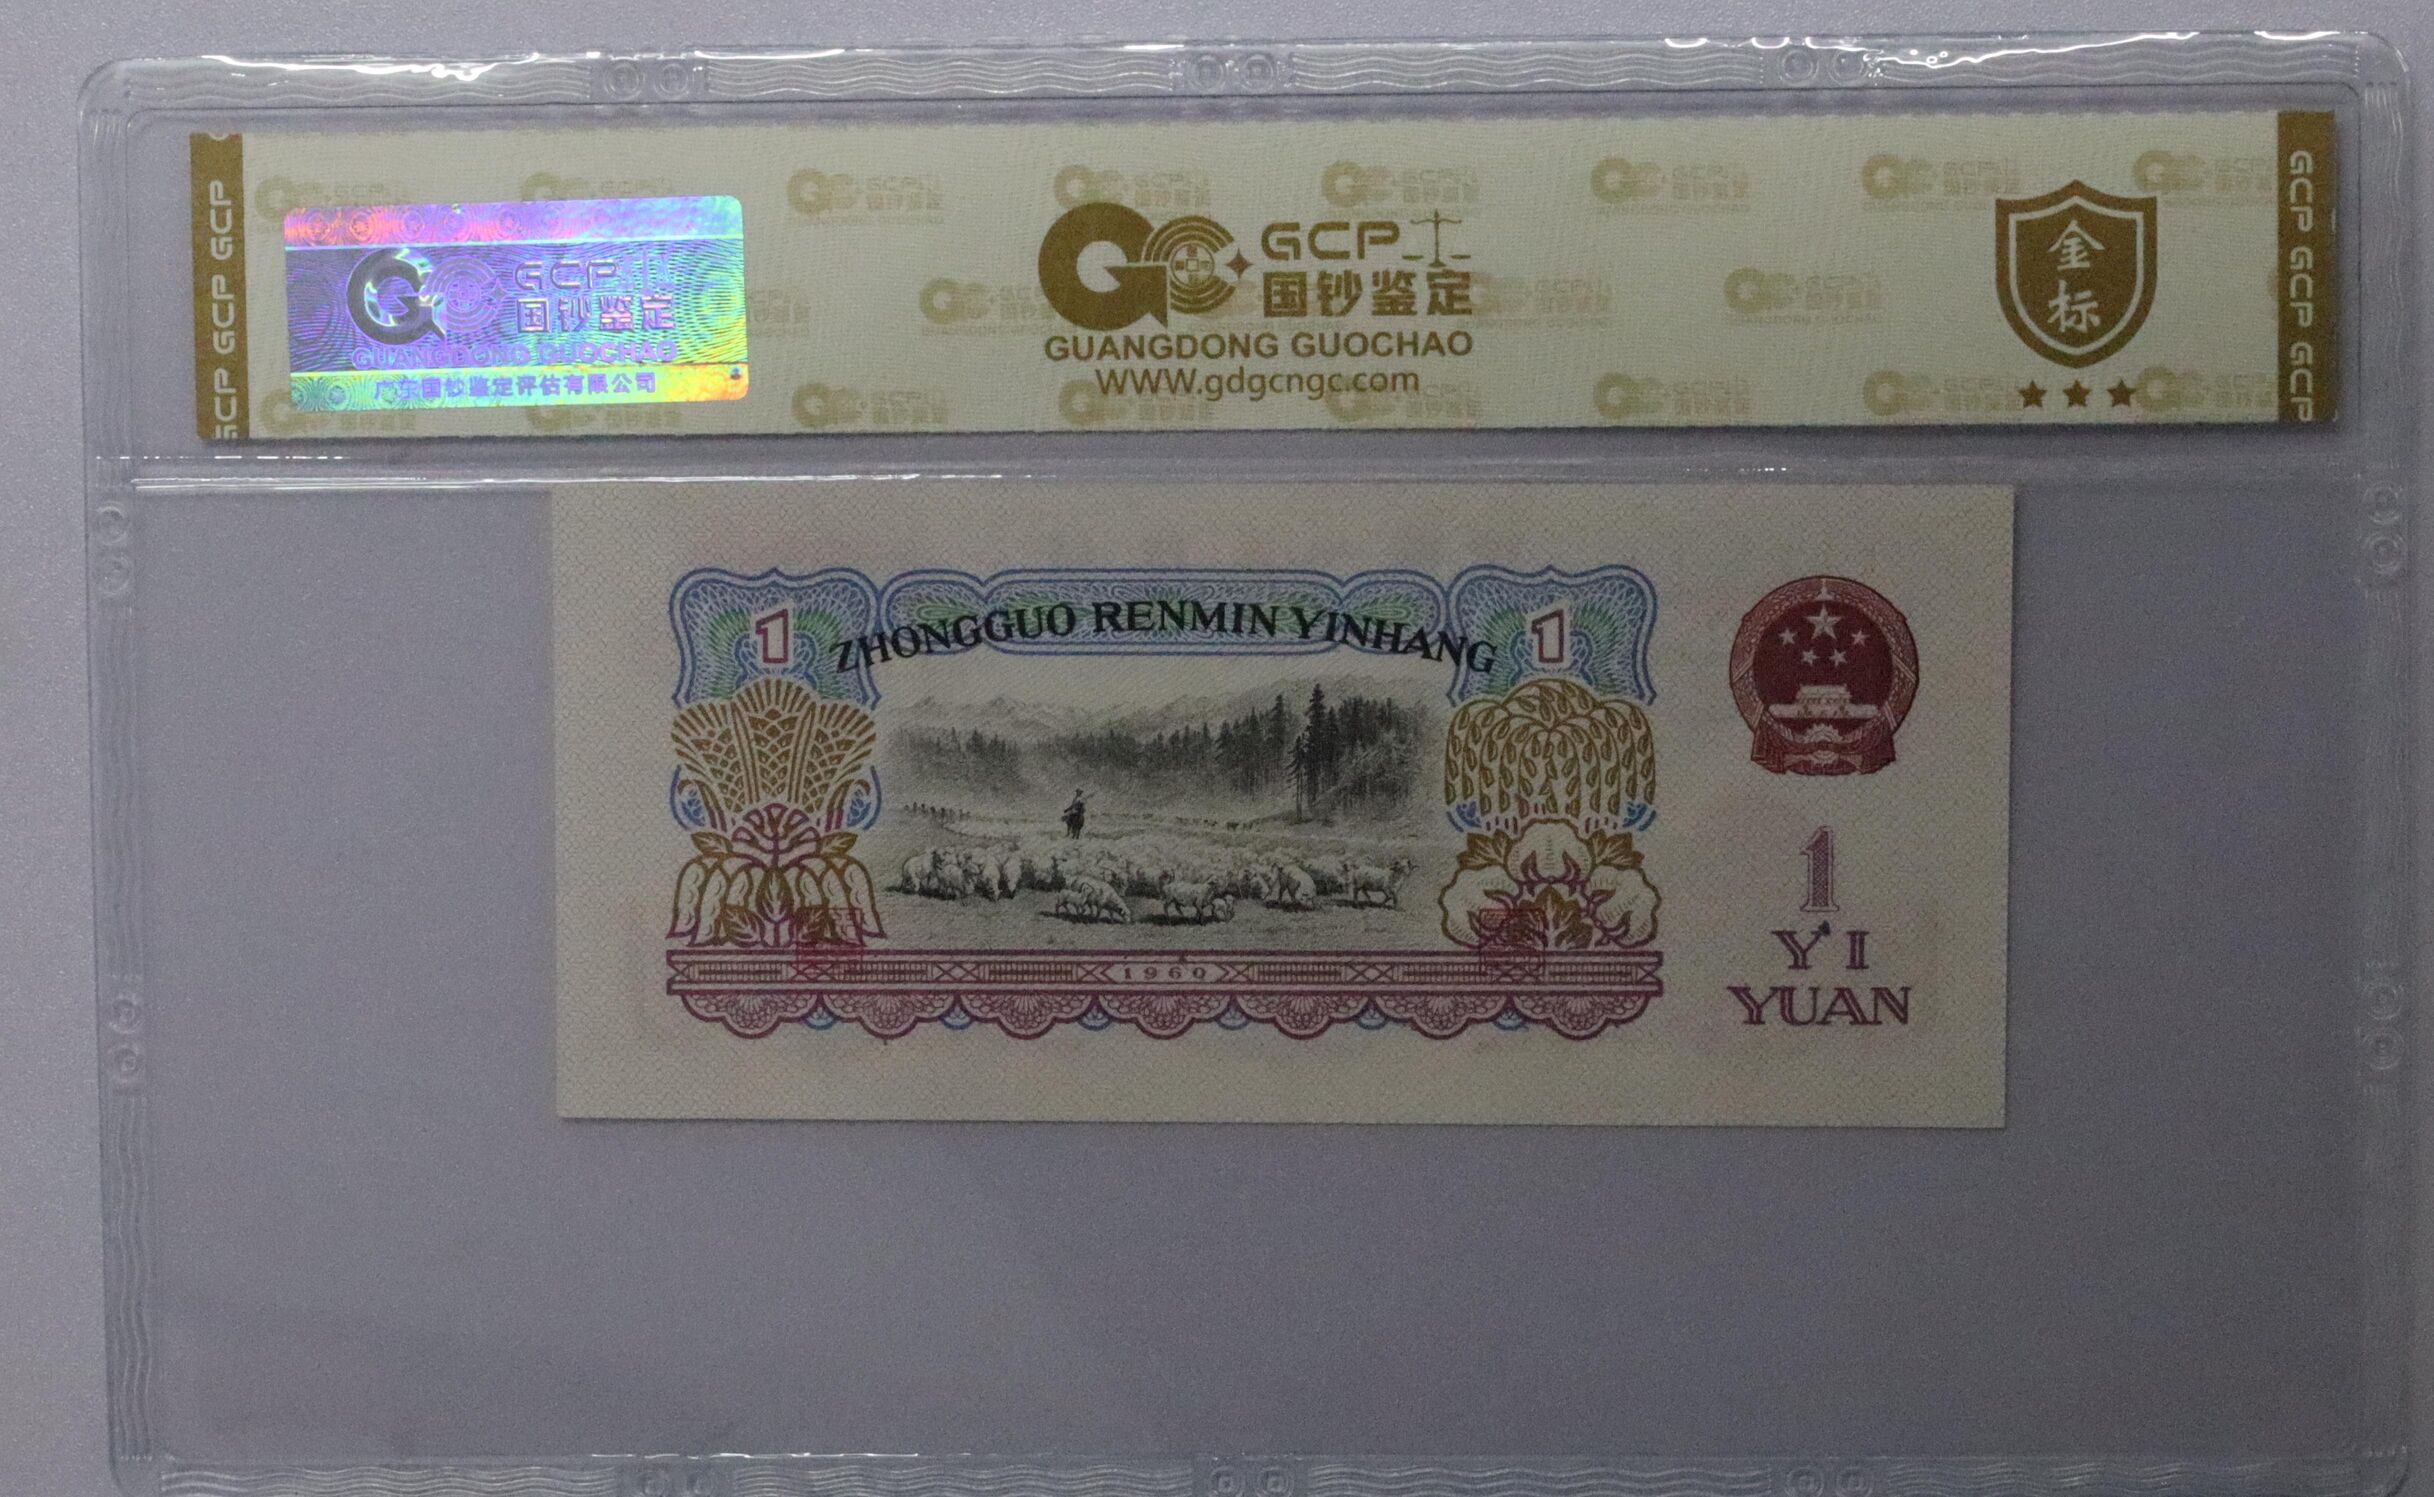 GCP GCP GCP
GCP
国钞鉴定
GUANGDONG GUOCHAO
广东国钞鉴定评估有限公司
GCP
国钞鉴定
GUANGDONG GUOCHAO
WWW.gdgcngc.com
金
标
GCP GCP GCP
1
ZHONGGUO RENMIN YINHANG
1
1
YI
YUAN
1960